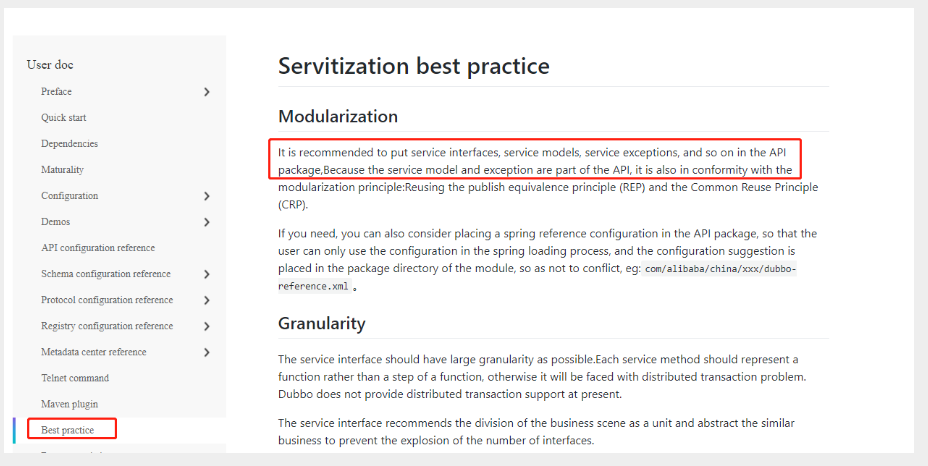 User doc
Preface
Quick start
Dependencies
Maturality
Configuration
Demos
API configuration reference
Schema configuration reference
Protocol configuration reference
Registry configuration reference
Metadata center reference
Telnet command
Maven plugin
Best practice
Servitization best practice
Modularization
It is recommended to put service interfaces, service models, service exceptions, and so on in the API
package,Because the service model and exception are part of the API, it is also in conformity with the
modularization principle:Reusing the publish equivalence principle (REP) and the Common Reuse Principle
(CRP).
If you need, you can also consider placing a spring reference configuration in the API package, so that the
user can only use the configuration in the spring loading process, and the configuration suggestion is
placed in the package directory of the module, so as not to conflict, eg: com/alibaba/china/xxx/dubbo-
reference.xml 。
Granularity
The service interface should have large granularity as possible.Each service method should represent a
function rather than a step of a function, otherwise it will be faced with distributed transaction problem.
Dubbo does not provide distributed transaction support at present.
The service interface recommends the division of the business scene as a unit and abstract the similar
business to prevent the explosion of the number of interfaces.